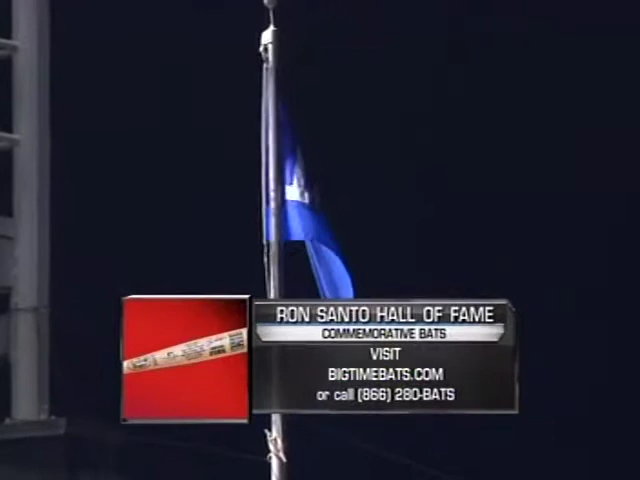 RON SANTO HALL OF FAME
COMMEMORATIVE BATS
VISIT
BIGTIMEBATS.COM
or call (866) 280-BATS